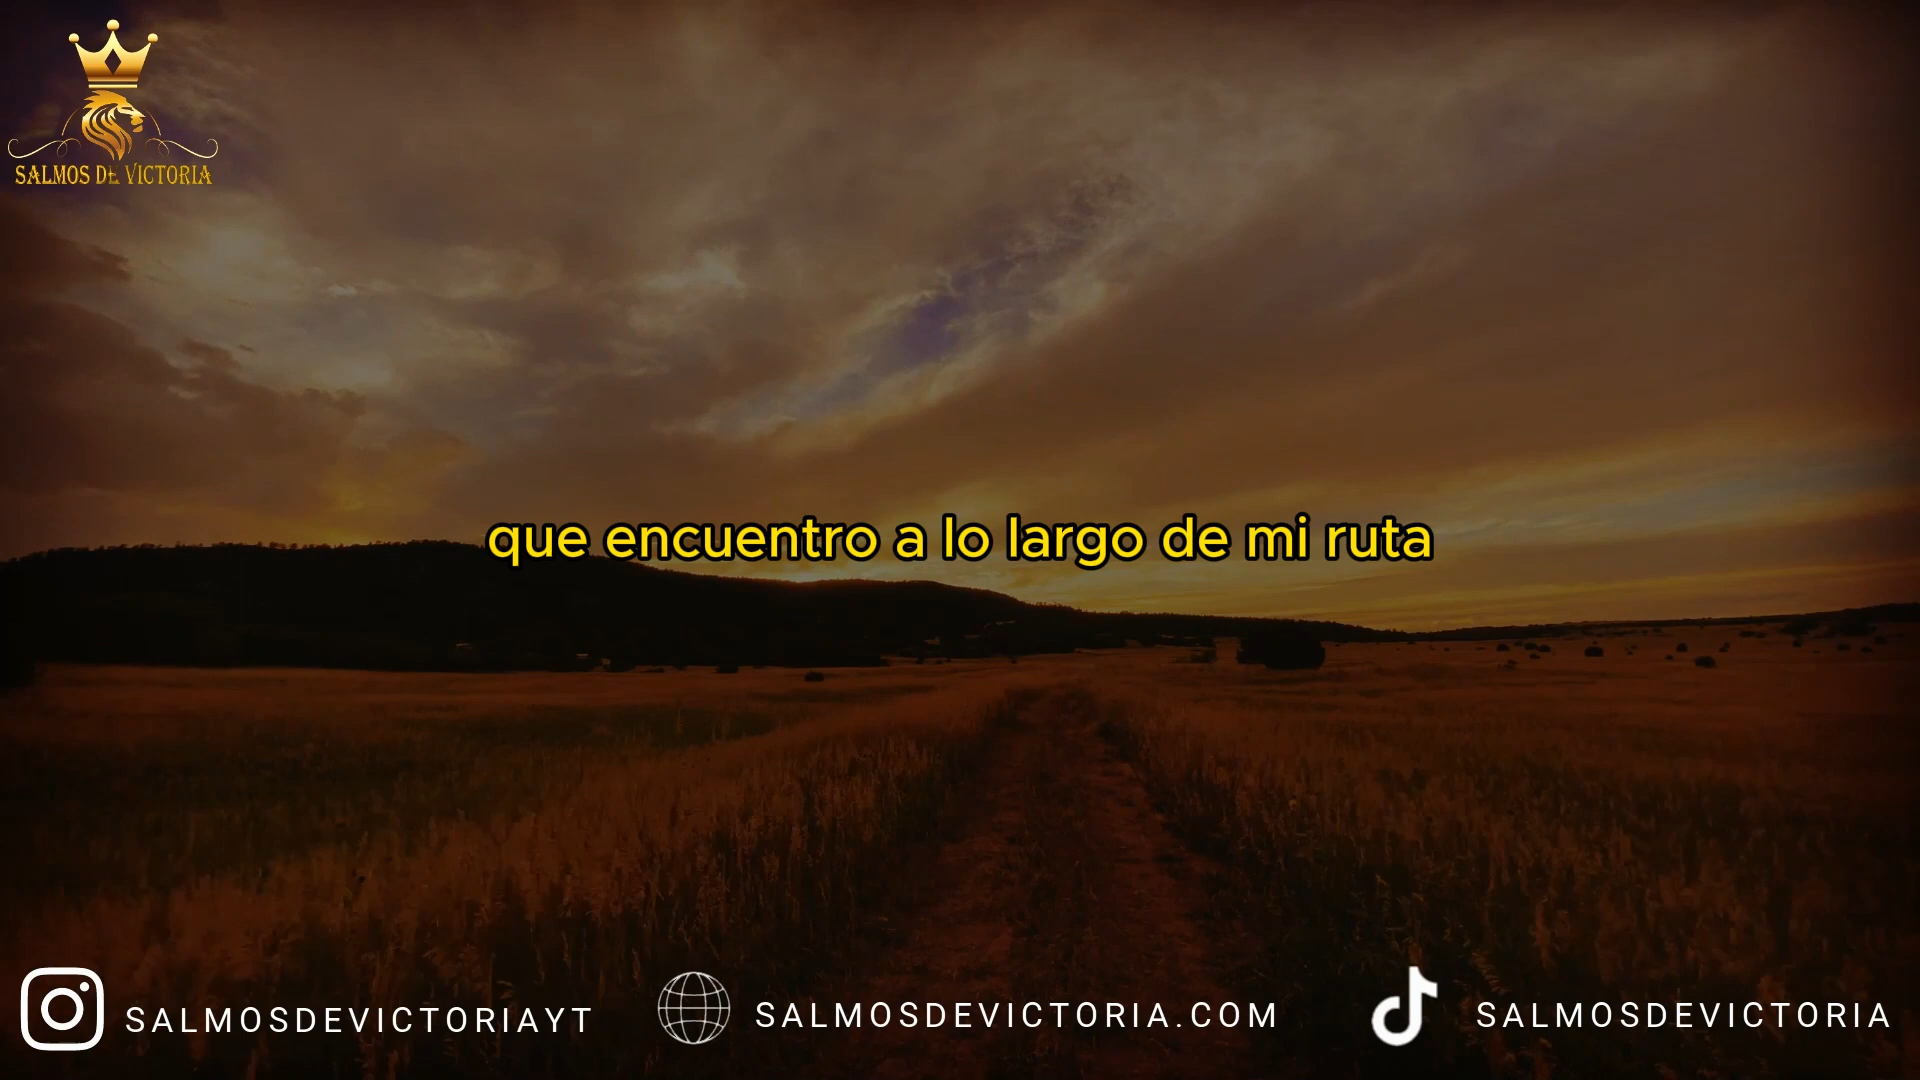 SALMOS DE VICTORIA
que encuentro a lo largo de mi ruta
SALMOSDEVICTORIAYT
SALMOSDEVICTORIA.COM
SALMOSDEVICTORIA